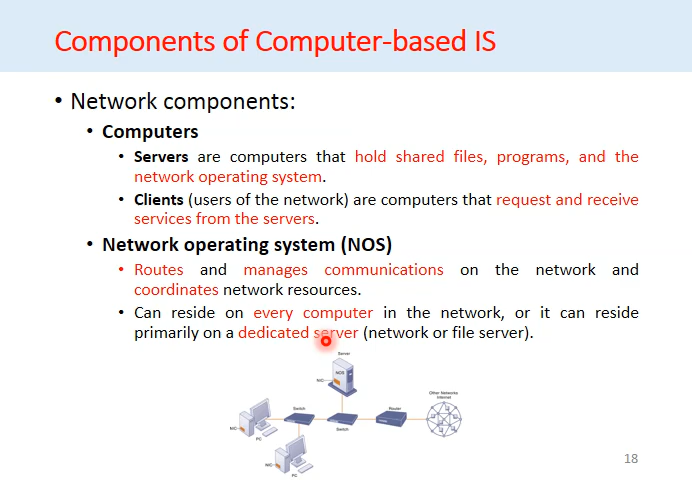 Components of Computer-based IS
• Network components:
• Computers
• Servers are computers that hold shared files, programs, and the
network operating system.
• Clients (users of the network) are computers that request and receive
services from the servers.
• Network operating system (NOS)
• Routes and manages communications on the network and
coordinates network resources.
• Can reside on every computer in the network, or it can reside
primarily on a dedicated server (network or file server).
Server
NOS
NIC
Other Networks
Internet
Switch
Router
NIC
PC
Switch
NIC
PC
18